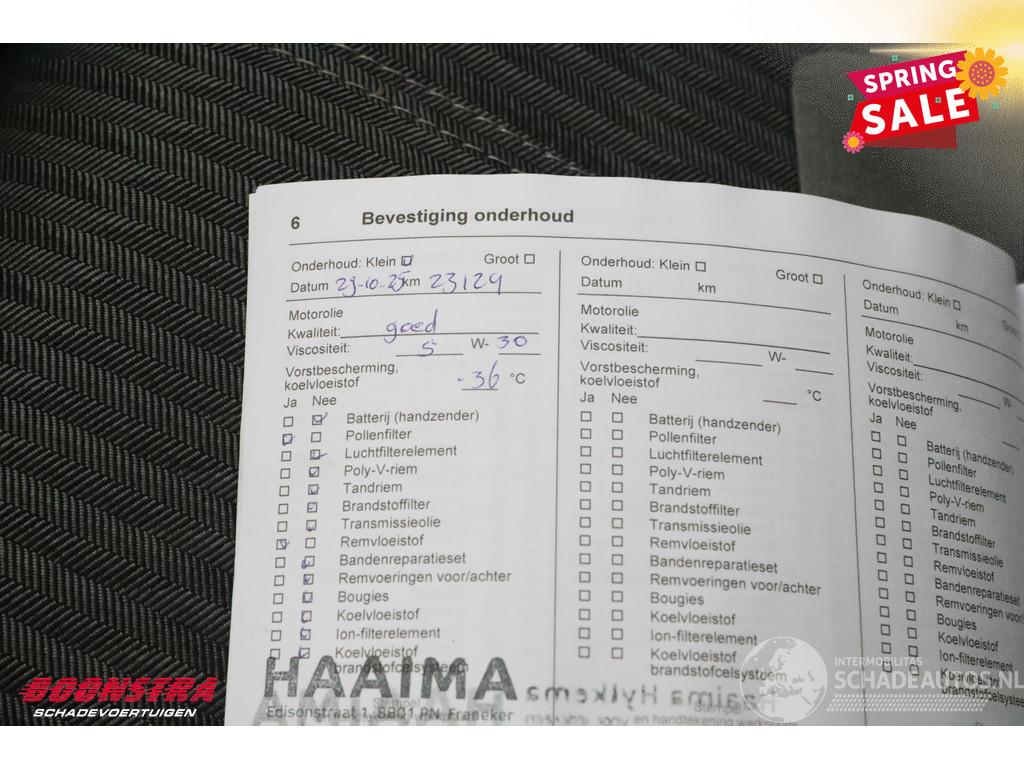 SPRING
SALE
6 Bevestiging onderhoud
Onderhoud: Klein Groot
Datum 23-10-25 km 23124
Motorolie
Kwaliteit: goed
Viscositeit: 5 W- 30
Vorstbescherming,
koelvloeistof -36 °C
Ja Nee
Batterij (handzender)
Pollenfilter
Luchtfilterelement
Poly-V-riem
Tandriem
Brandstoffilter
Transmissieolie
Remvloeistof
Bandenreparatieset
Remvoeringen voor/achter
Bougies
Koelvloeistof
Ion-filterelement
Koelvloeistof
brandstofcelsysteem
HAAIMA
Edisonstraat 1, 8801 PN Franeker
Onderhoud: Klein Groot
Datum km
Motorolie
Kwaliteit:
Viscositeit: W-
Vorstbescherming,
koelvloeistof °C
Ja Nee
Batterij (handzender)
Pollenfilter
Luchtfilterelement
Poly-V-riem
Tandriem
Brandstoffilter
Transmissieolie
Remvloeistof
Bandenreparatieset
Remvoeringen voor/achter
Bougies
Koelvloeistof
Ion-filterelement
Koelvloeistof
brandstofcelsysteem
Onderhoud: Klein
Datum km
Motorolie
Kwaliteit:
Viscositeit: W-
Vorstbescherming,
koelvloeistof
Ja Nee
Batterij (handzender)
Pollenfilter
Luchtfilterelement
Poly-V-riem
Tandriem
Brandstoffilter
Transmissieolie
Remvloeistof
Bandenreparatieset
Remvoeringen voor
Bougies
Koelvloeistof
Ion-filterelement
brandstofcelsysteem
BOONSTRA
SCHADEVOERTUIGEN
INTERMOBILITAS
SCHADEAUTOS.NL